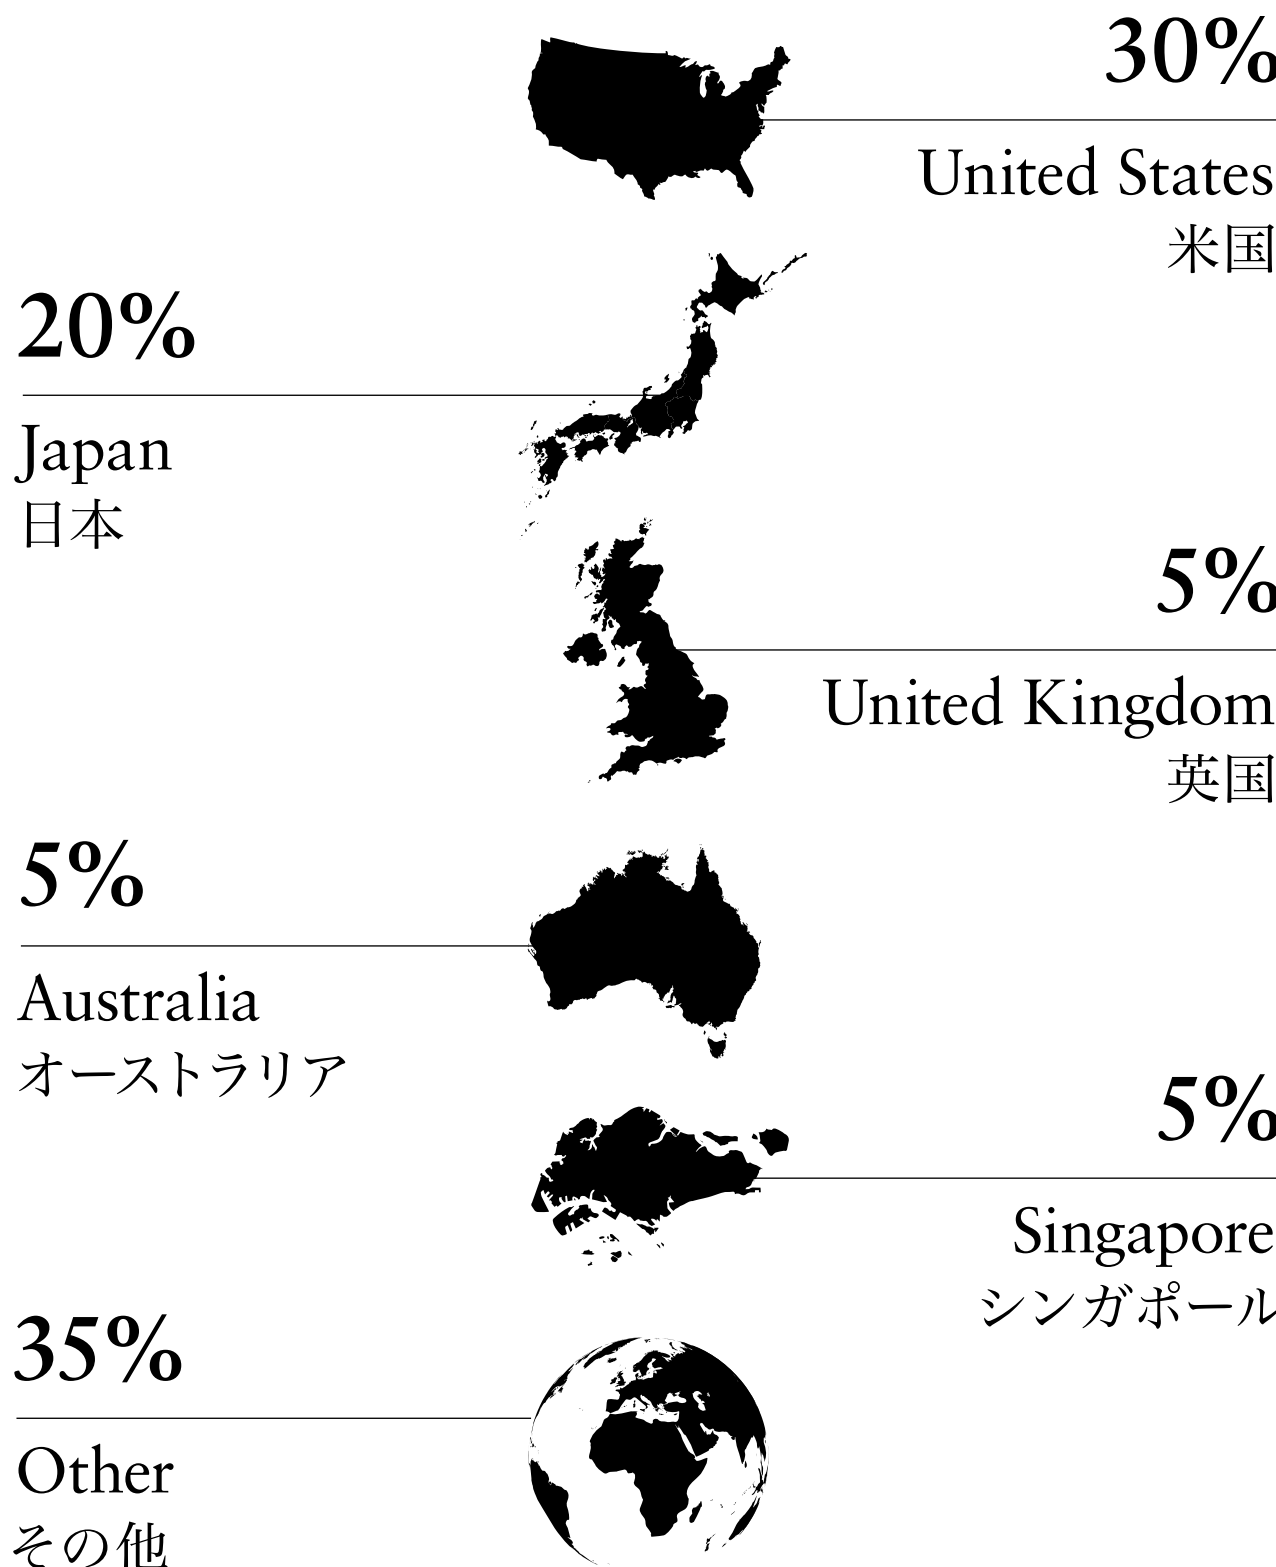 30%
United States
米国
20%
Japan
日本
5%
United Kingdom
英国
5%
Australia
オーストラリア
5%
Singapore
シンガポール
35%
Other
その他